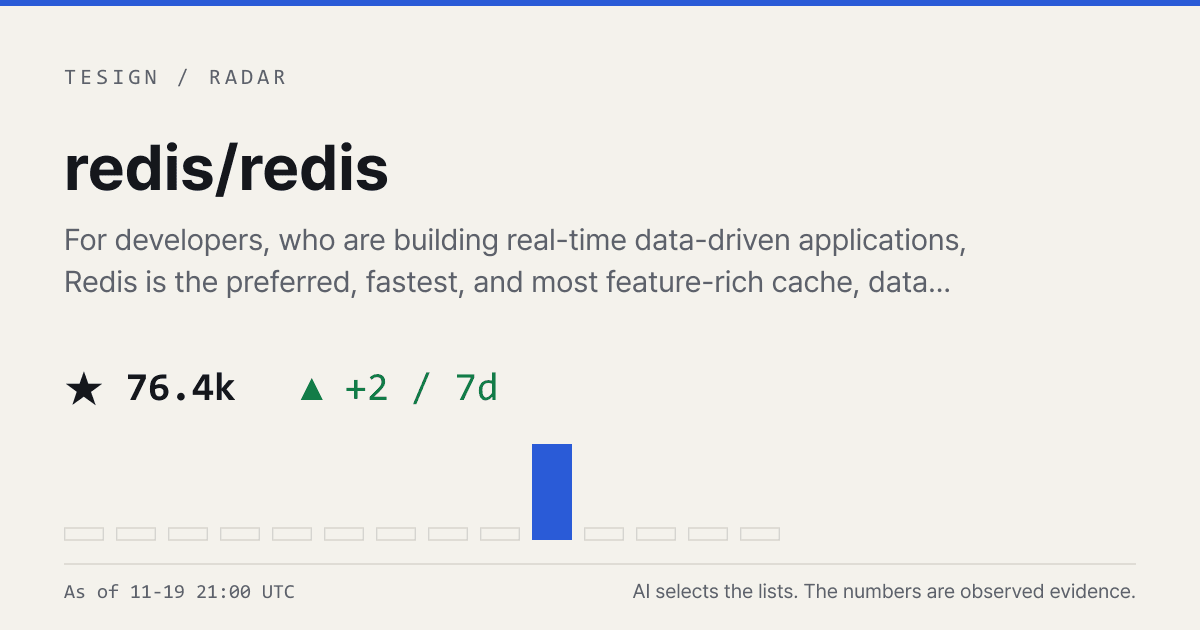 TESIGN / RADAR
redis/redis
For developers, who are building real-time data-driven applications,
Redis is the preferred, fastest, and most feature-rich cache, data...
★ 76.4k ▲ +2 / 7d
As of 11-19 21:00 UTC
AI selects the lists. The numbers are observed evidence.